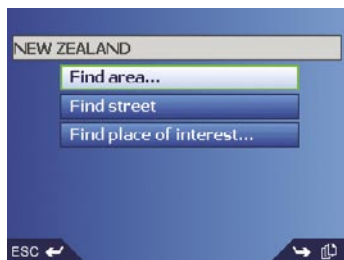 NEW ZEALAND
Find area...
Find street
Find place of interest...
ESC